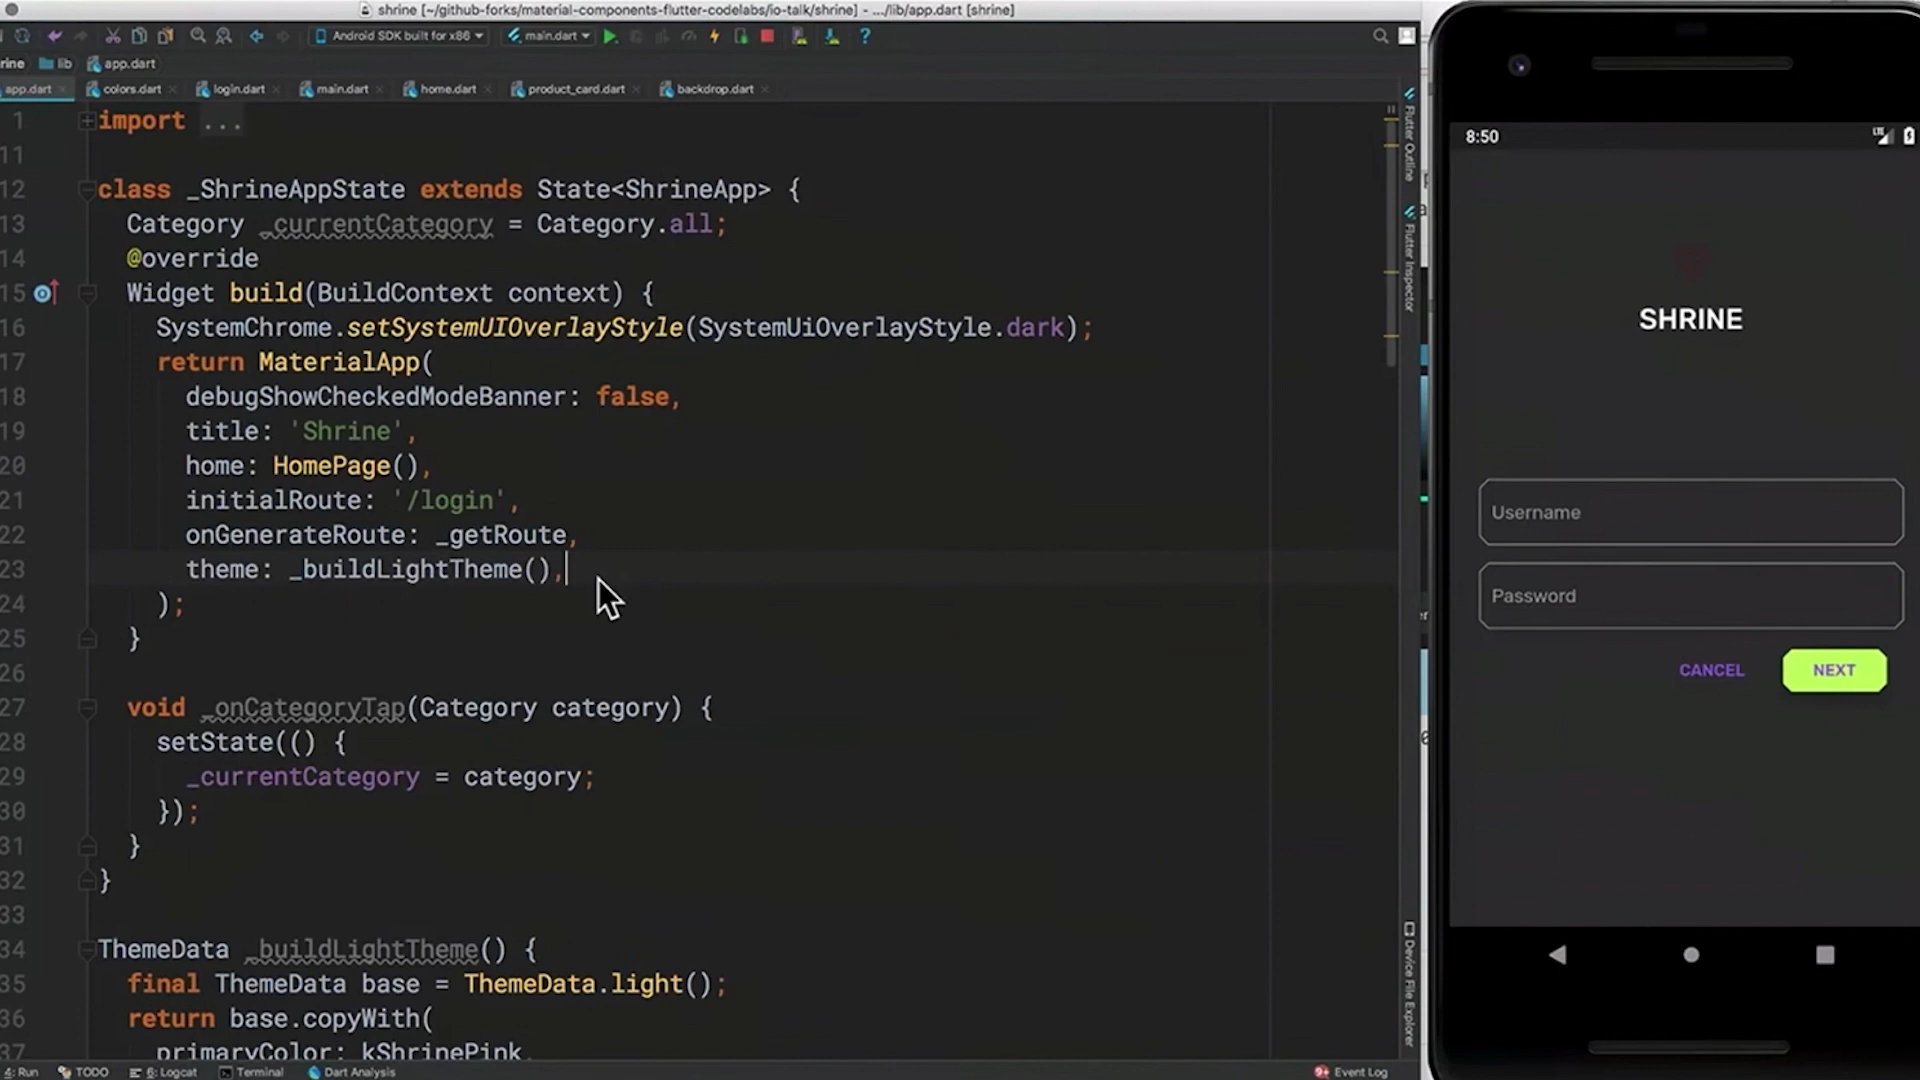 shrine [~/github-forks/material-components-flutter-codelabs/io-talk/shrine] - .../lib/app.dart [shrine]
Android SDK built for x86
main.dart
rine
lib
app.dart
app.dart
colors.dart
login.dart
main.dart
home.dart
product_card.dart
backdrop.dart
1 import ...
11
12 class _ShrineAppState extends State<ShrineApp> {
13 Category _currentCategory = Category.all;
14 @override
15 Widget build(BuildContext context) {
16 SystemChrome.setSystemUIOverlayStyle(SystemUiOverlayStyle.dark);
17 return MaterialApp(
18 debugShowCheckedModeBanner: false,
19 title: 'Shrine',
20 home: HomePage(),
21 initialRoute: '/login',
22 onGenerateRoute: _getRoute,
23 theme: _buildLightTheme(),
24 );
25 }
26
27 void _onCategoryTap(Category category) {
28 setState(() {
29 _currentCategory = category;
30 });
31 }
32 }
33
34 ThemeData _buildLightTheme() {
35 final ThemeData base = ThemeData.light();
36 return base.copyWith(
37 primaryColor: kShrinePink,
Flutter Outline
Flutter Inspector
Device File Explorer
4: Run
TODO
6: Logcat
Terminal
Dart Analysis
9+ Event Log
8:50
LTE
SHRINE
Username
Password
CANCEL
NEXT